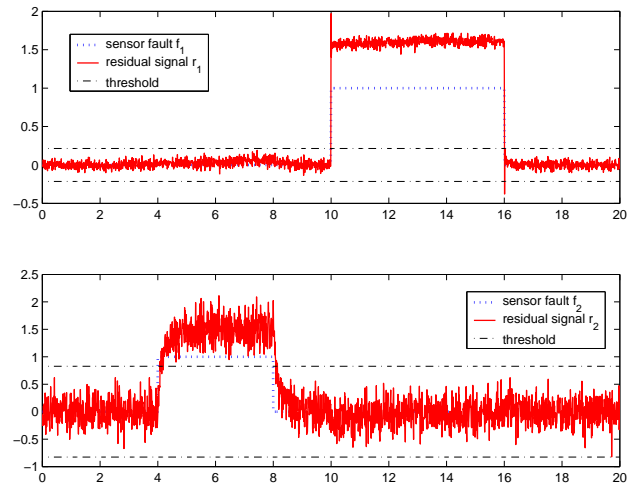 2
1.5
1
0.5
0
−0.5
sensor fault f1
residual signal r1
threshold
0 2 4 6 8 10 12 14 16 18 20
2.5
2
1.5
1
0.5
0
−0.5
−1
sensor fault f2
residual signal r2
threshold
0 2 4 6 8 10 12 14 16 18 20